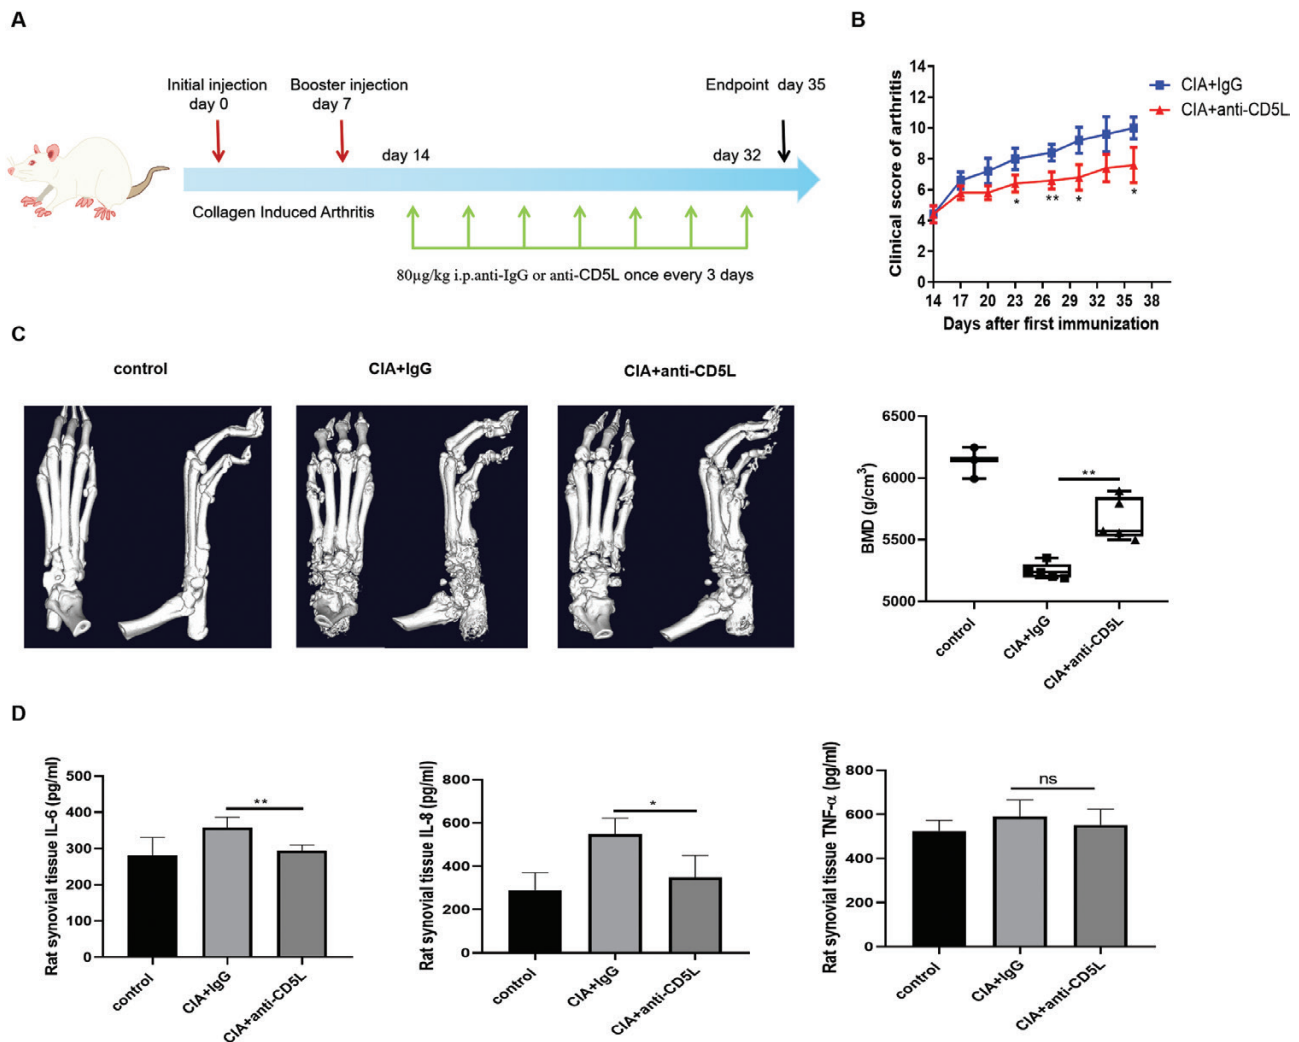 A
Initial injection
day 0
Booster injection
day 7
Endpoint day 35
day 14
day 32
Collagen Induced Arthritis
80µg/kg i.p.anti-IgG or anti-CD5L once every 3 days
B
Clinical score of arthritis
14
12
10
8
6
4
2
0
CIA+IgG
CIA+anti-CD5L
* ** * *
14 17 20 23 26 29 32 35 38
Days after first immunization
C
control
CIA+IgG
CIA+anti-CD5L
BMD (g/cm³)
6500
6000
5500
5000
**
control
CIA+IgG
CIA+anti-CD5L
D
Rat synovial tissue IL-6 (pg/ml)
500
400
300
200
100
0
**
control
CIA+IgG
CIA+anti-CD5L
Rat synovial tissue IL-8 (pg/ml)
800
600
400
200
0
*
control
CIA+IgG
CIA+anti-CD5L
Rat synovial tissue TNF-α (pg/ml)
800
600
400
200
0
ns
control
CIA+IgG
CIA+anti-CD5L